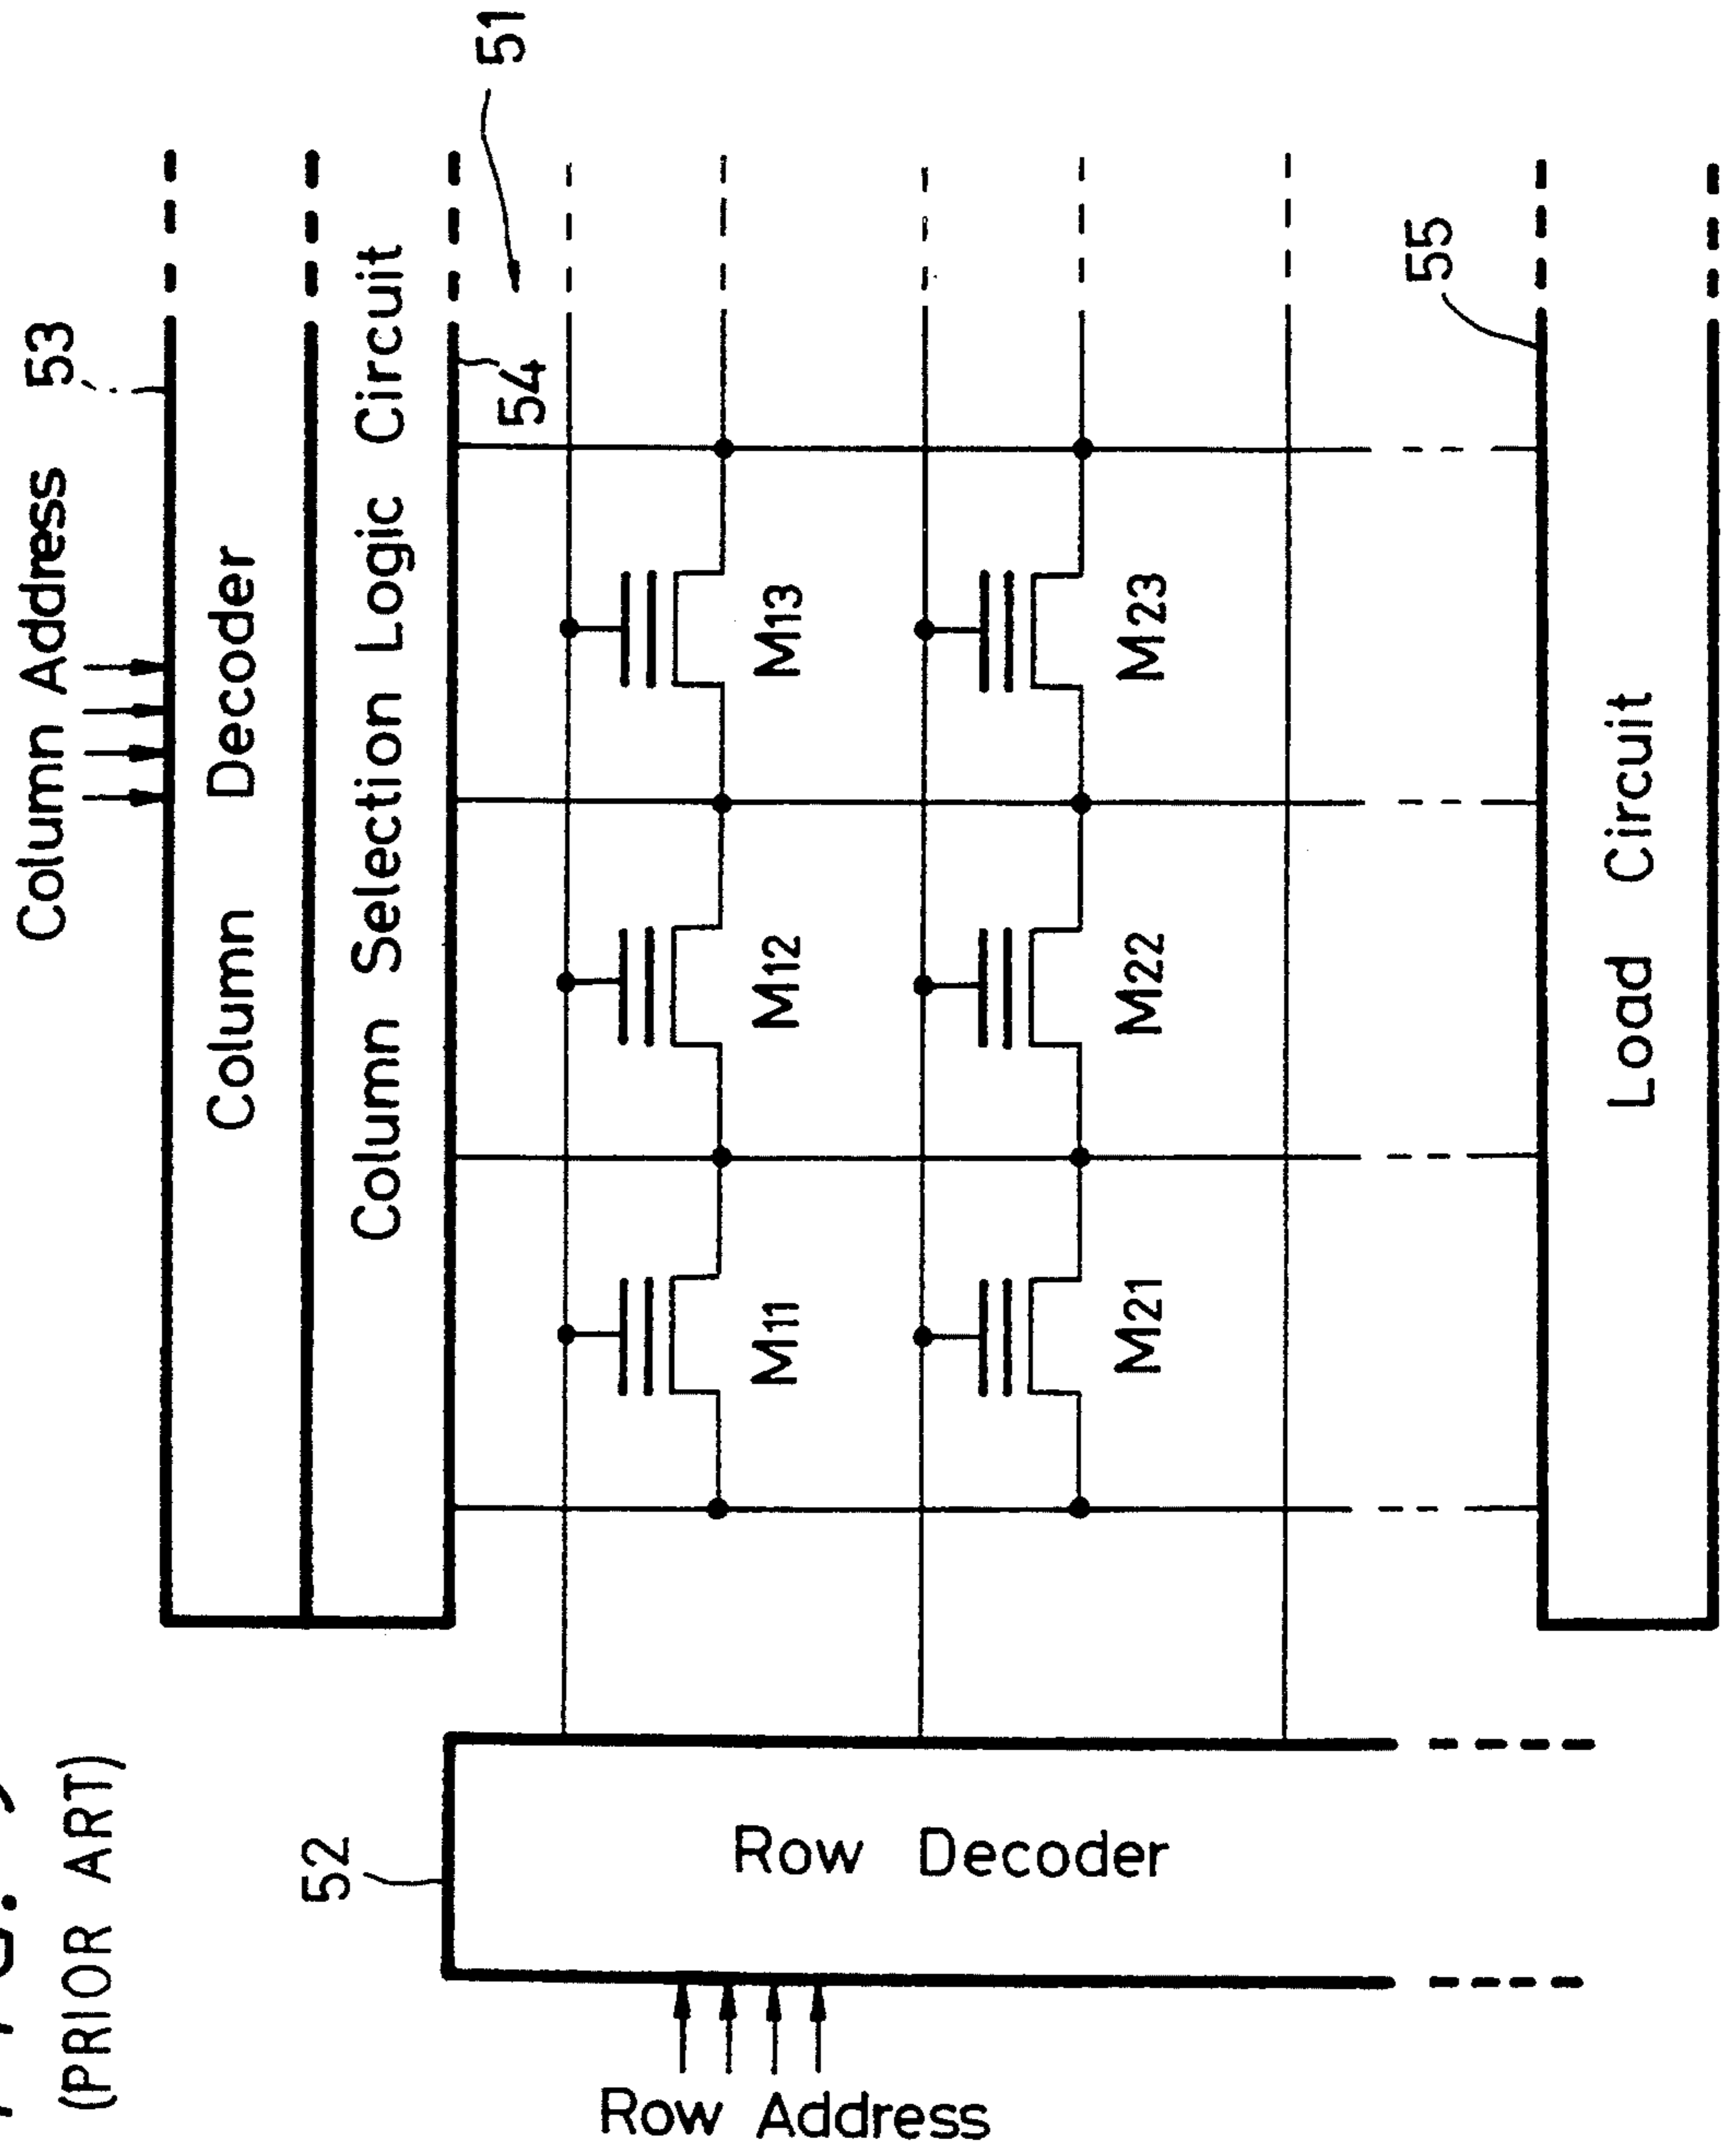 (PRIOR ART)
Column Address
53
Column Decoder
Column Selection Logic Circuit
54
51
52
Row Decoder
Row Address
M11
M12
M13
M21
M22
M23
55
Load Circuit